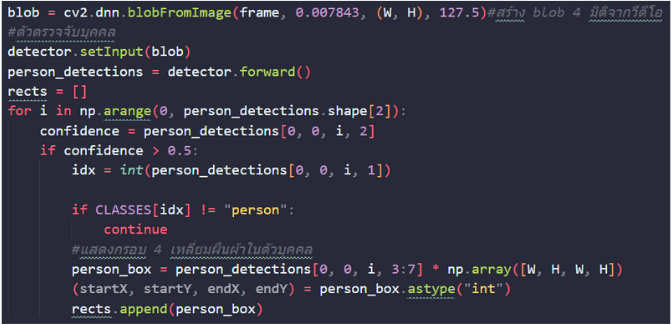 blob = cv2.dnn.blobFromImage(frame, 0.007843, (W, H), 127.5)#สร้าง blob 4 มิติจากวีดีโอ
#ตัวตรวจจับบุคคล
detector.setInput(blob)
person_detections = detector.forward()
rects = []
for i in np.arange(0, person_detections.shape[2]):
    confidence = person_detections[0, 0, i, 2]
    if confidence > 0.5:
        idx = int(person_detections[0, 0, i, 1])
        if CLASSES[idx] != "person":
            continue
        #แสดงกรอบ 4 เหลี่ยมผืนผ้าในตัวบุคคล
        person_box = person_detections[0, 0, i, 3:7] * np.array([W, H, W, H])
        (startX, startY, endX, endY) = person_box.astype("int")
        rects.append(person_box)